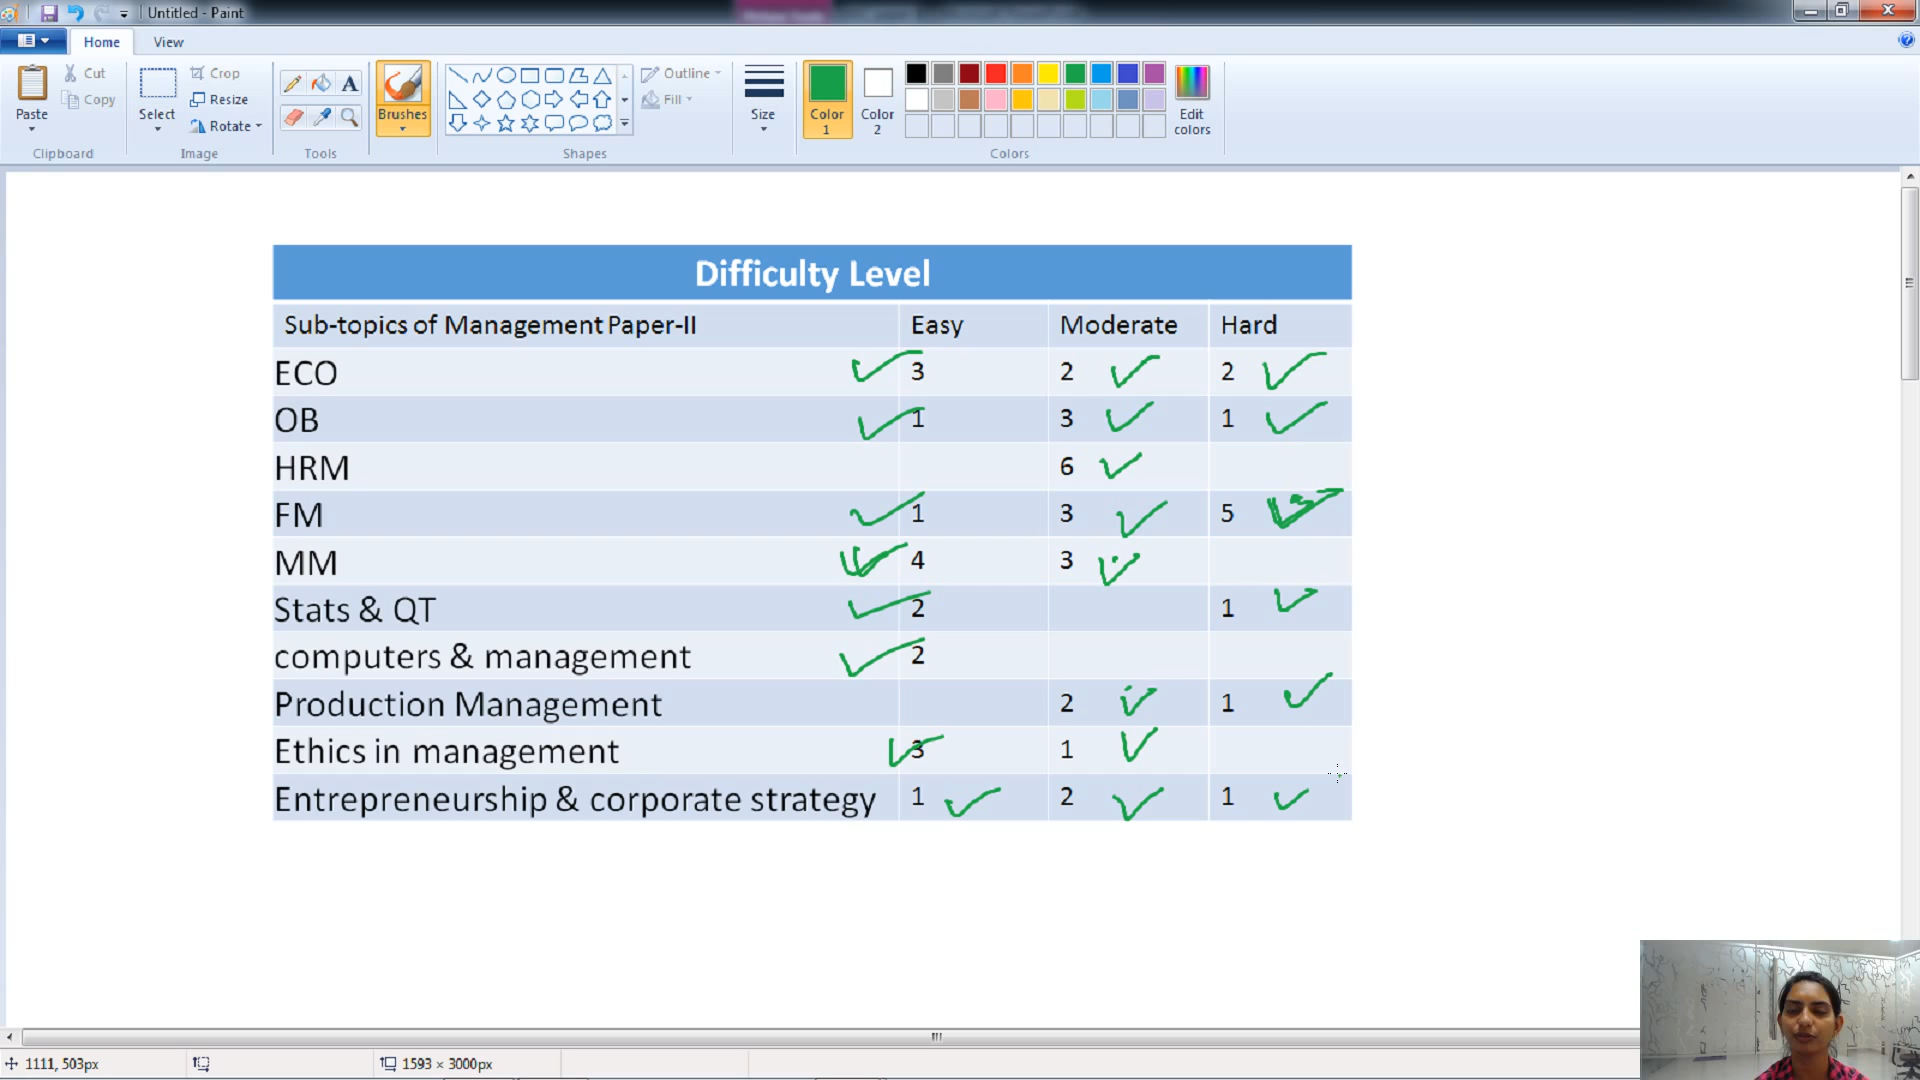 Untitled - Paint
Home View
Paste Cut Copy
Clipboard
Select Crop Resize Rotate
Image
Tools
Brushes
Shapes
Outline Fill
Size
Color 1 Color 2
Edit colors
Colors
Difficulty Level
Sub-topics of Management Paper-II Easy Moderate Hard
ECO 3 2 2
OB 1 3 1
HRM 6
FM 1 3 5
MM 4 3
Stats & QT 2 1
computers & management 2
Production Management 2 1
Ethics in management 3 1
Entrepreneurship & corporate strategy 1 2 1
1111, 503px 1593 × 3000px